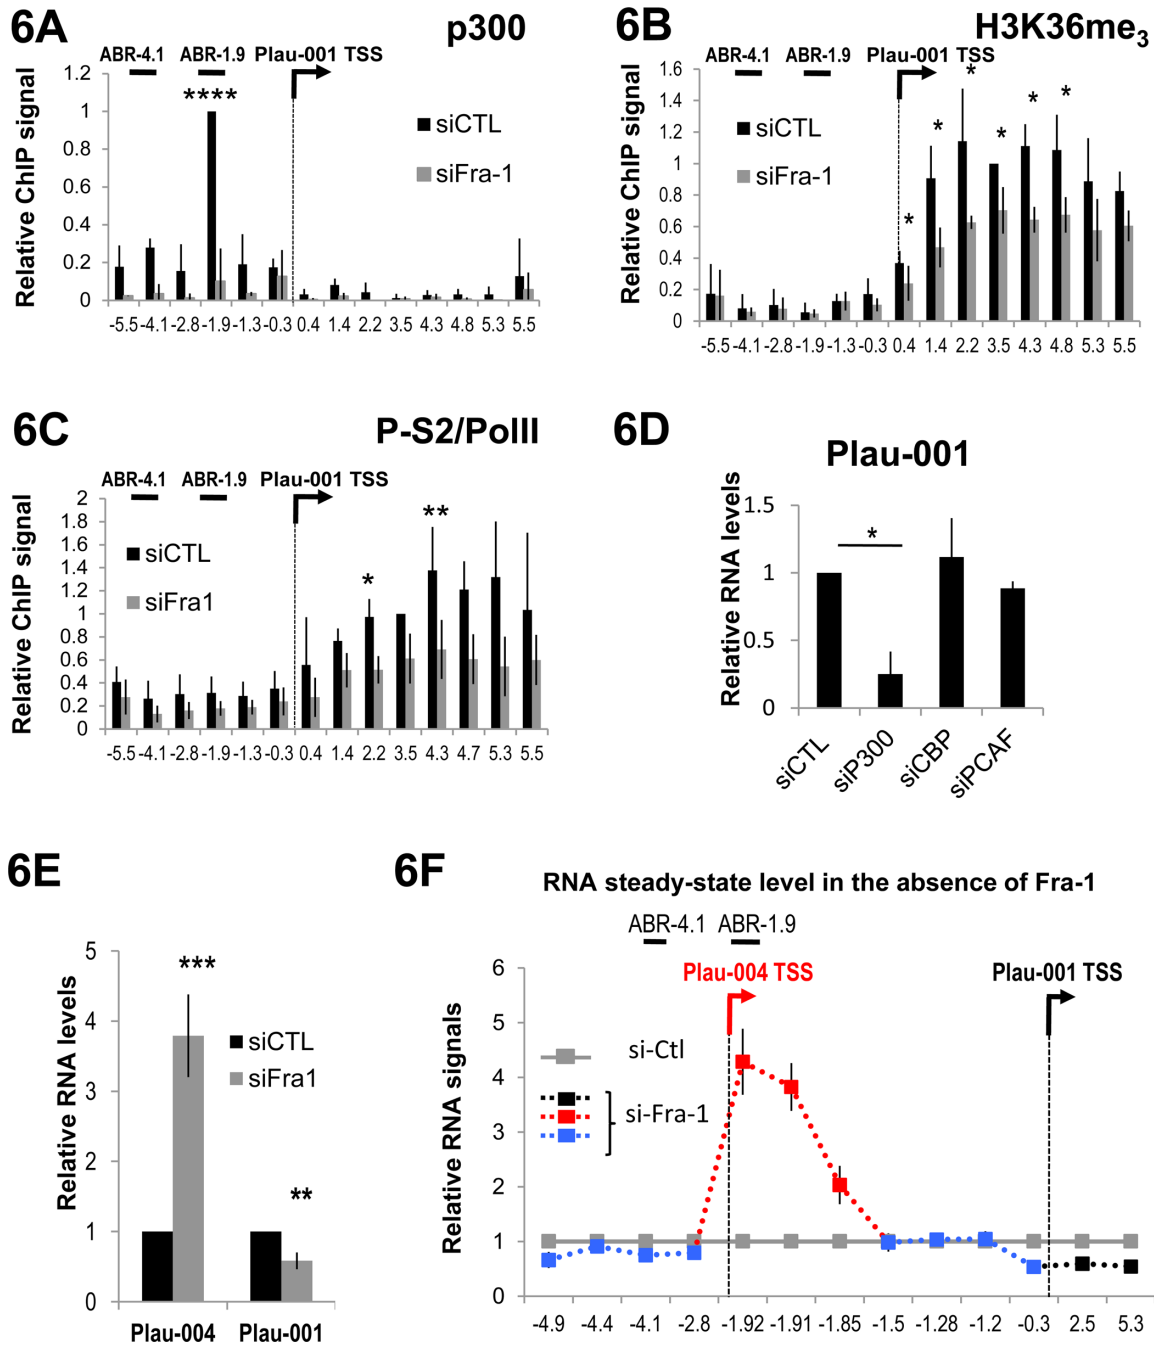 6A
p300
ABR-4.1 ABR-1.9 Plau-001 TSS
Relative ChIP signal
1.2
1
0.8
0.6
0.4
0.2
0
****
siCTL
siFra-1
-5.5 -4.1 -2.8 -1.9 -1.3 -0.3 0.4 1.4 2.2 3.5 4.3 4.8 5.3 5.5
6B
H3K36me3
ABR-4.1 ABR-1.9 Plau-001 TSS
Relative ChIP signal
1.6
1.4
1.2
1
0.8
0.6
0.4
0.2
0
siCTL
siFra-1
* * * * * *
-5.5 -4.1 -2.8 -1.9 -1.3 -0.3 0.4 1.4 2.2 3.5 4.3 4.8 5.3 5.5
6C
P-S2/PolII
ABR-4.1 ABR-1.9 Plau-001 TSS
Relative ChIP signal
2
1.8
1.6
1.4
1.2
1
0.8
0.6
0.4
0.2
0
siCTL
siFra1
* **
-5.5 -4.1 -2.8 -1.9 -1.3 -0.3 0.4 1.4 2.2 3.5 4.3 4.7 5.3 5.5
6D
Plau-001
Relative RNA levels
1.5
1
0.5
0
*
siCTL siP300 siCBP siPCAF
6E
Relative RNA levels
5
4
3
2
1
0
***
siCTL
siFra1
**
Plau-004 Plau-001
6F
RNA steady-state level in the absence of Fra-1
ABR-4.1 ABR-1.9
Plau-004 TSS Plau-001 TSS
Relative RNA signals
6
5
4
3
2
1
0
si-Ctl
si-Fra-1
-4.9 -4.4 -4.1 -2.8 -1.92 -1.91 -1.85 -1.5 -1.28 -1.2 -0.3 2.5 5.3